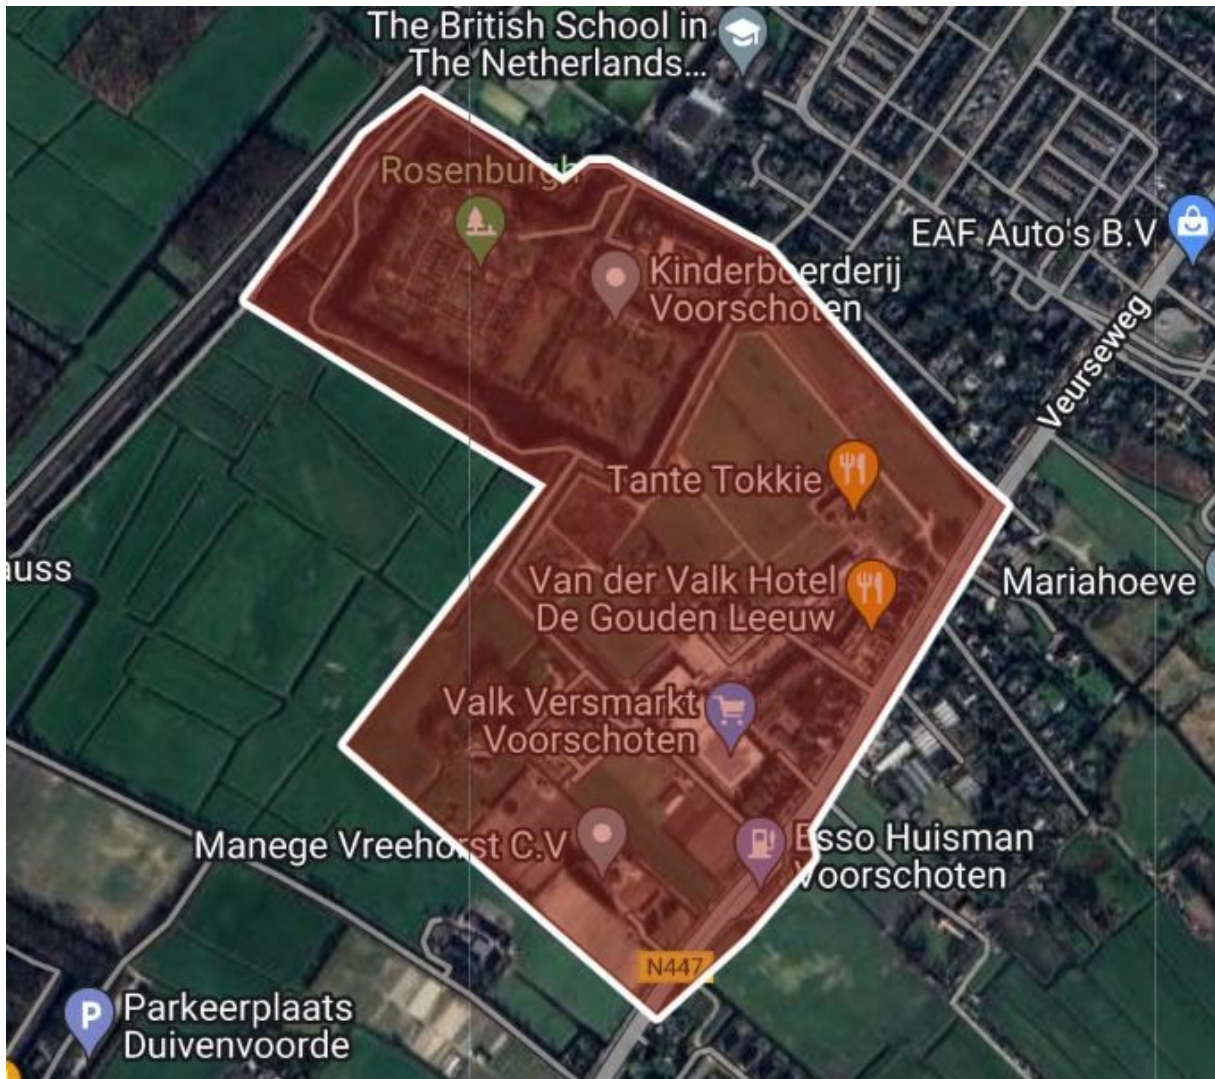 The British School in
The Netherlands...
Rosenburgh
EAF Auto's B.V
Kinderboerderij
Voorschoten
Veurseweg
Tante Tokkie
auss
Van der Valk Hotel
De Gouden Leeuw
Mariahoeve
Valk Versmarkt
Voorschoten
Manege Vreehorst C.V
Esso Huisman
Voorschoten
N447
P
Parkeerplaats
Duivenvoorde